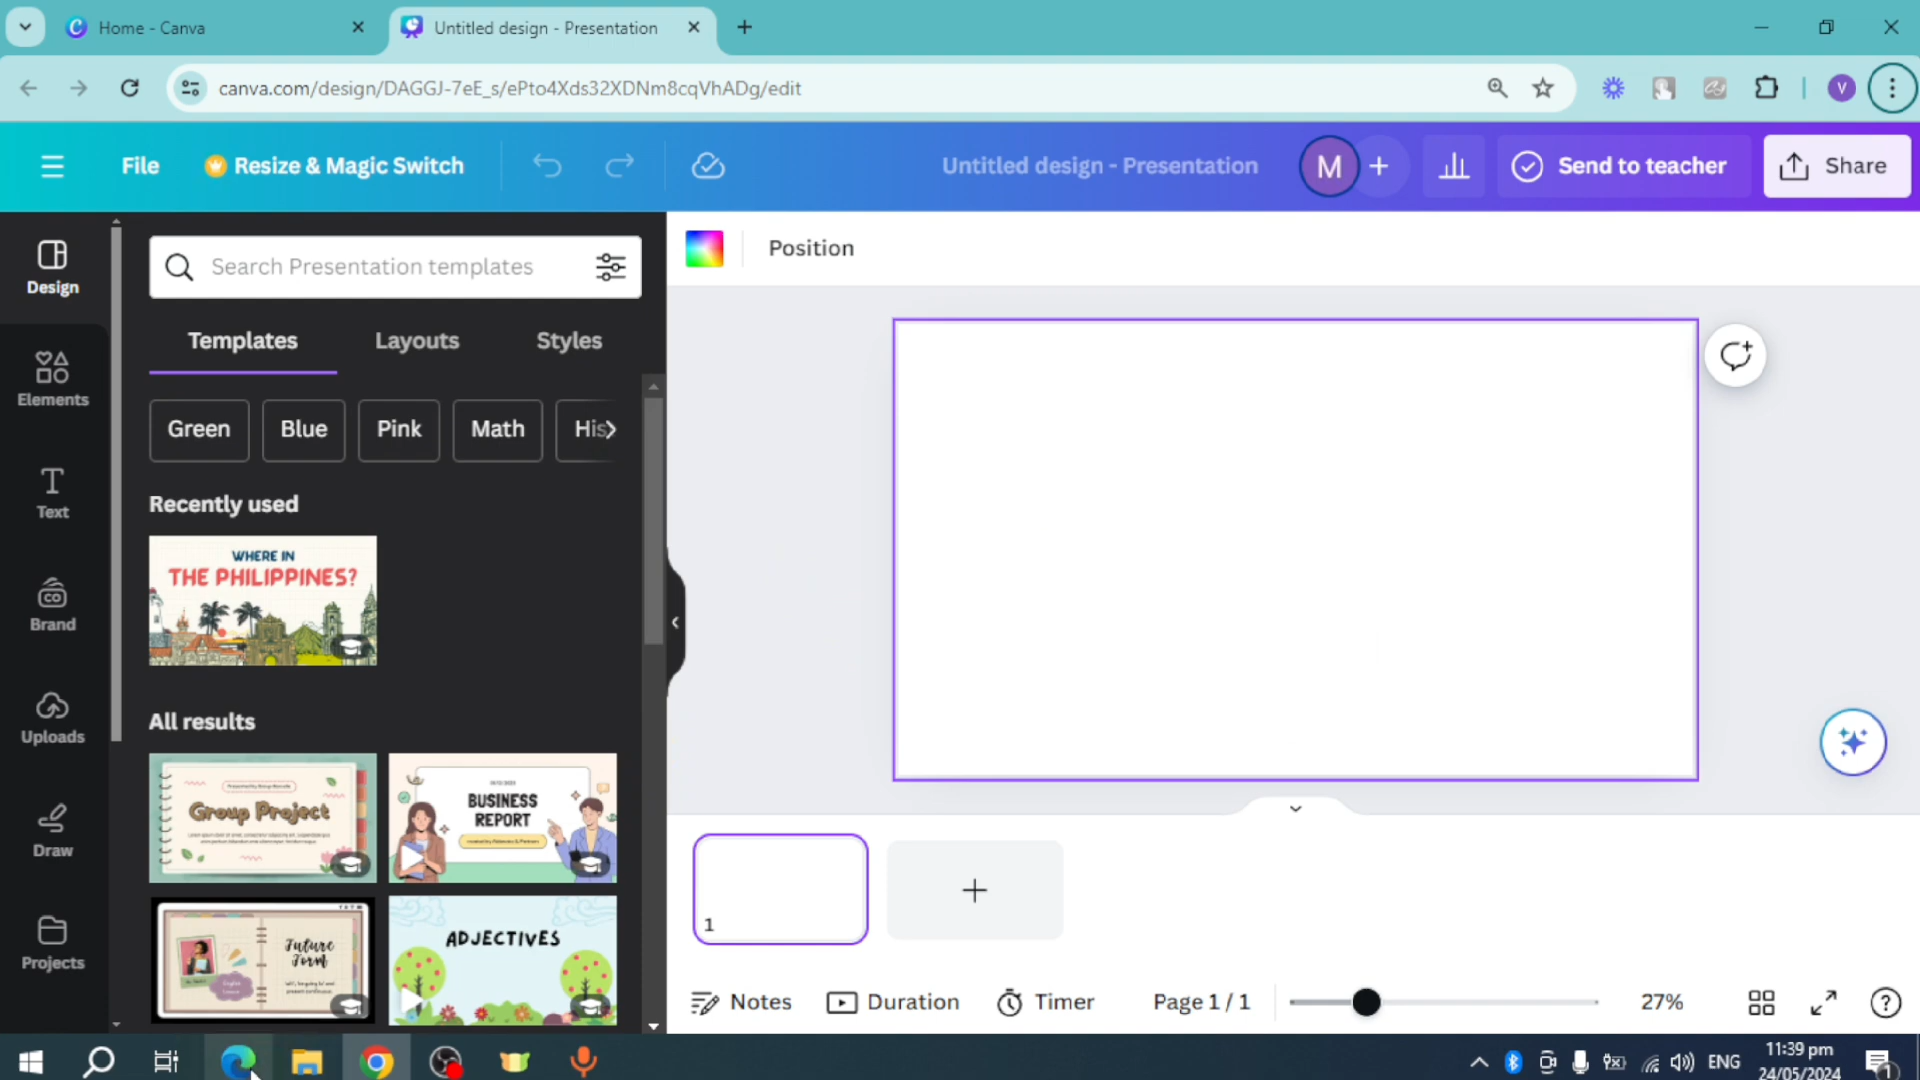 Home - Canva
Untitled design - Presentation
canva.com/design/DAGGJ-7eE_s/ePto4Xds32XDNm8cqVhADg/edit
V
File
Resize & Magic Switch
Untitled design - Presentation
M
Send to teacher
Share
Design
Elements
Text
Brand
Uploads
Draw
Projects
Search Presentation templates
Templates
Layouts
Styles
Green
Blue
Pink
Math
His
Recently used
WHERE IN
THE PHILIPPINES?
All results
Group Project
BUSINESS
REPORT
Future
Form
ADJECTIVES
Position
1
Notes
Duration
Timer
Page 1 / 1
27%
ENG
11:39 pm
24/05/2024
1